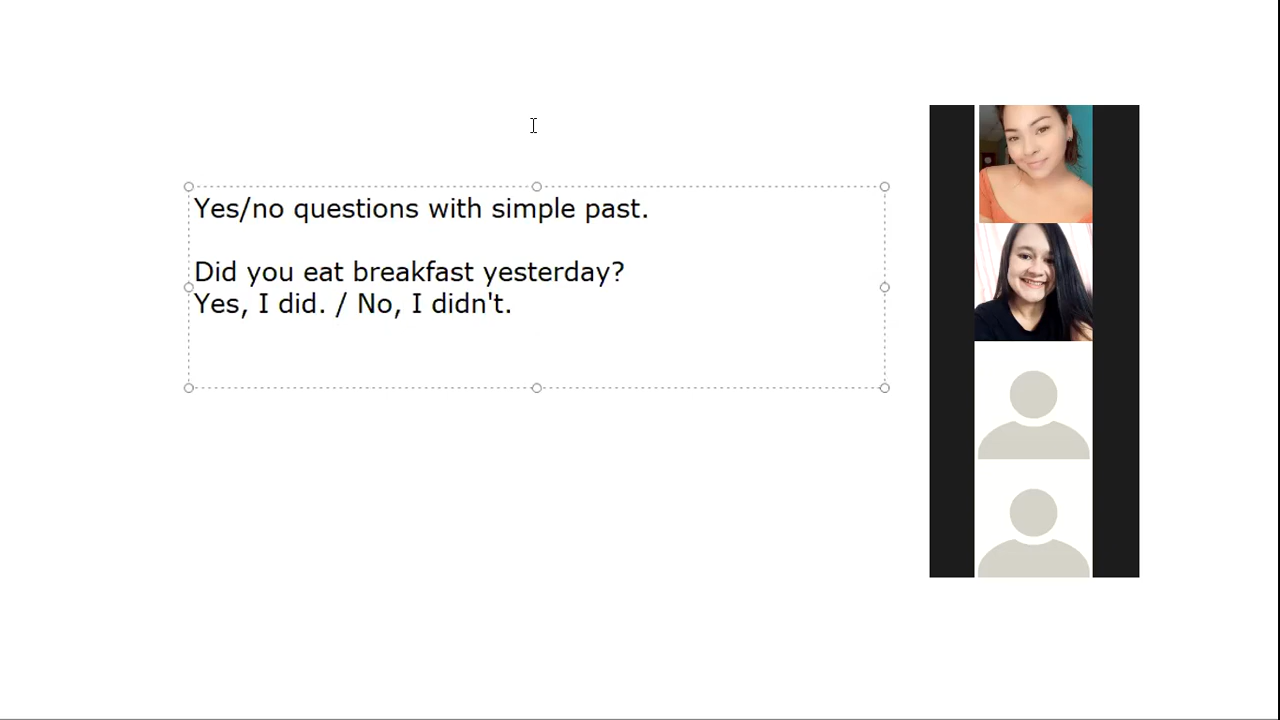 Yes/no questions with simple past.
Did you eat breakfast yesterday?
Yes, I did. / No, I didn't.